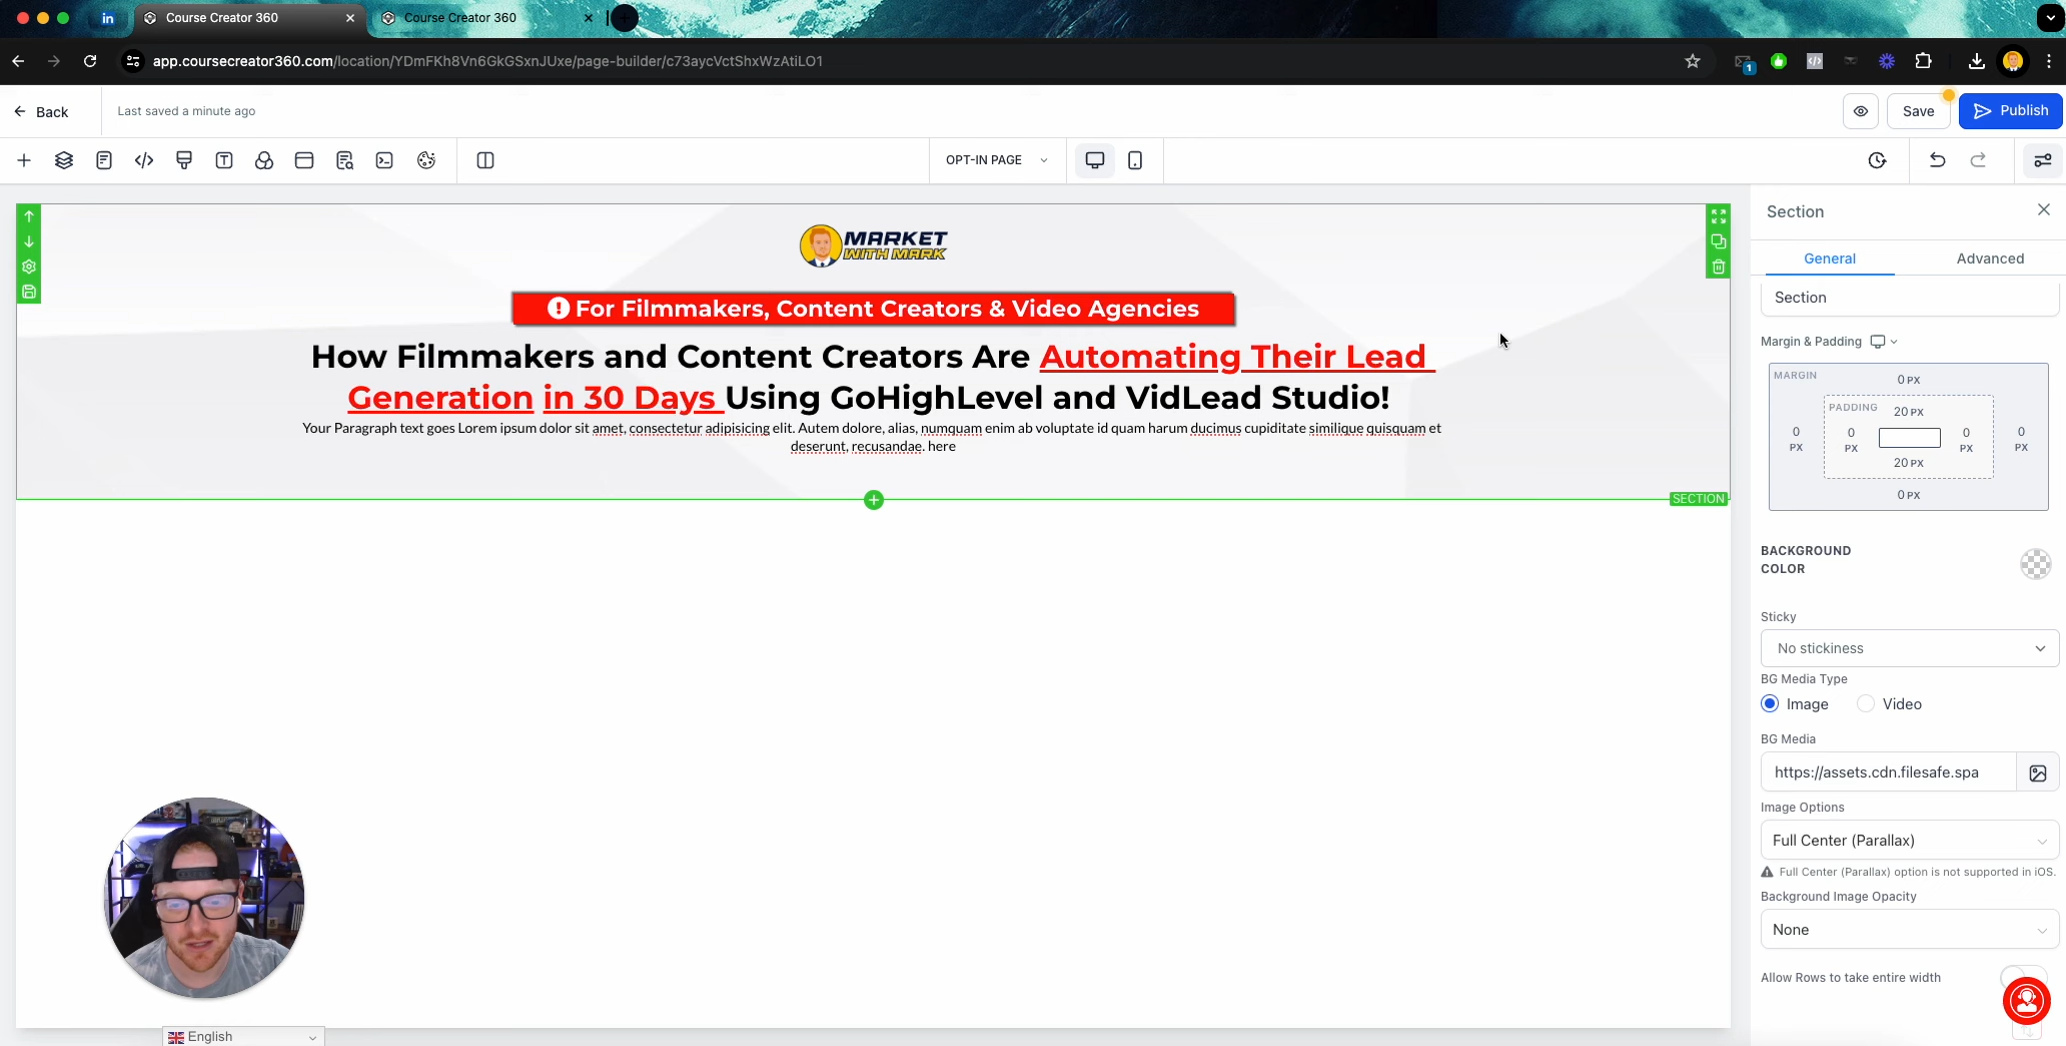 Course Creator 360
Course Creator 360
app.coursecreator360.com/location/YDmFKh8Vn6GkGSxnJUxe/page-builder/c73aycVctShxWzAtiLO1
1
Back
Last saved a minute ago
Save
Publish
OPT-IN PAGE
MARKET
WITH MARK
For Filmmakers, Content Creators & Video Agencies
How Filmmakers and Content Creators Are Automating Their Lead
Generation in 30 Days Using GoHighLevel and VidLead Studio!
Your Paragraph text goes Lorem ipsum dolor sit amet, consectetur adipisicing elit. Autem dolore, alias, numquam enim ab voluptate id quam harum ducimus cupiditate similique quisquam et
deserunt, recusandae. here
SECTION
English
Section
General
Advanced
Section
Margin & Padding
MARGIN
0 PX
PADDING
20 PX
0
PX
0
PX
0
PX
0
PX
20 PX
0 PX
BACKGROUND
COLOR
Sticky
No stickiness
BG Media Type
Image
Video
BG Media
https://assets.cdn.filesafe.spa
Image Options
Full Center (Parallax)
Full Center (Parallax) option is not supported in iOS.
Background Image Opacity
None
Allow Rows to take entire width